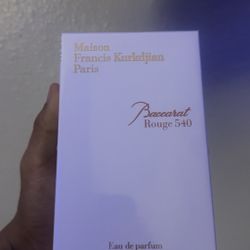 Maison
Francis Kurkdjian
Paris
Baccarat
Rouge 540
Eau de parfum